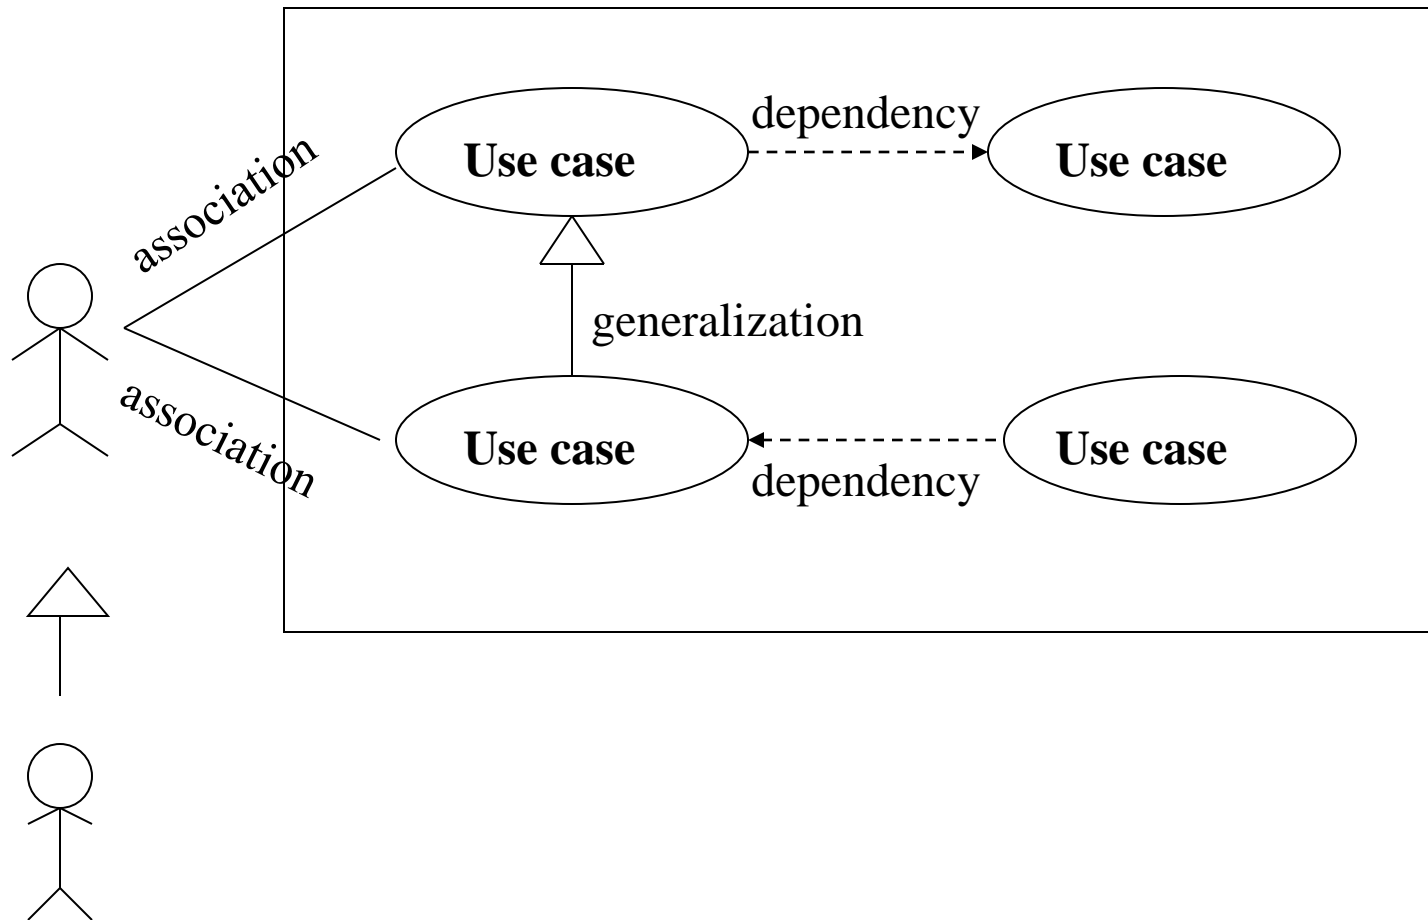 dependency
association
Use case
Use case
generalization
association
Use case
Use case
dependency